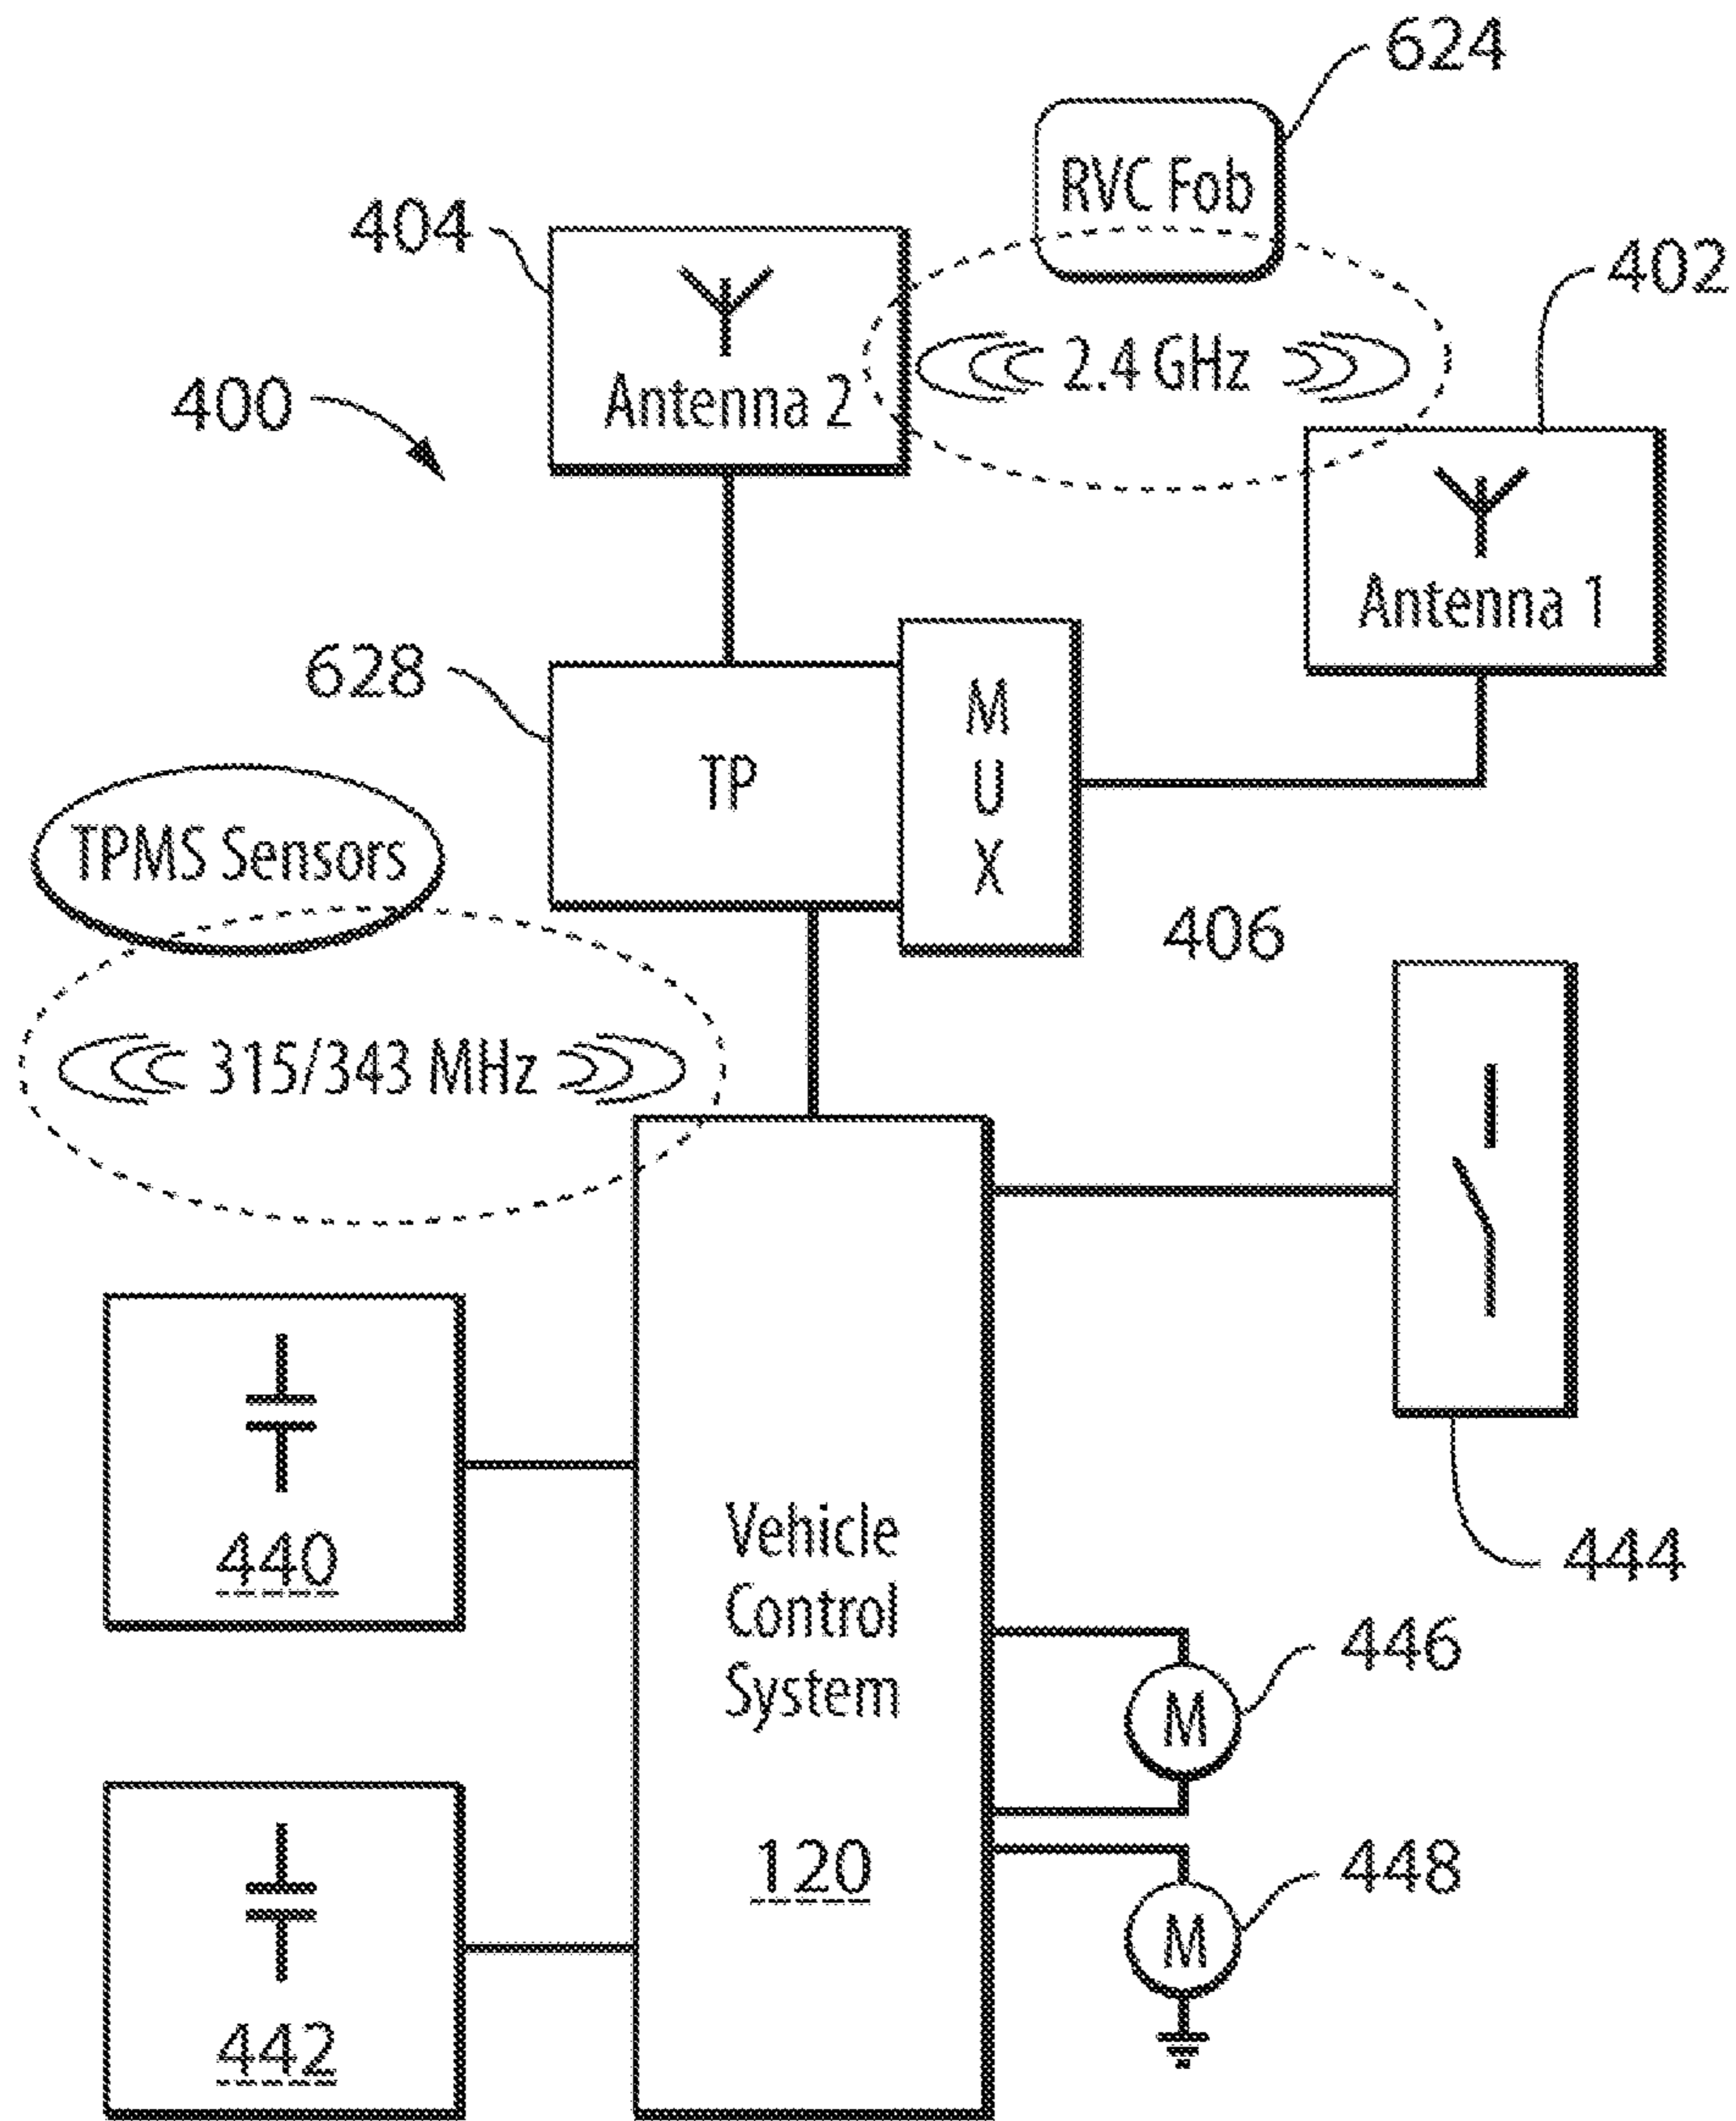 624
RVC Fob
404
402
2.4 GHz
Antenna 2
400
Antenna 1
628
M
U
X
TP
TPMS Sensors
406
315/343 MHz
444
440
Vehicle
Control
System
446
M
120
448
M
442